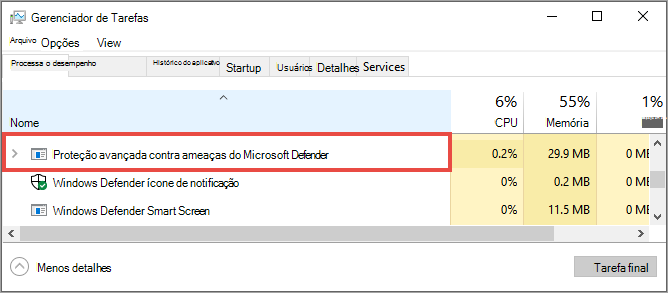 Gerenciador de Tarefas
Arquivo Opções View
Processa o desempenho Histórico do aplicativo Startup Usuários Detalhes Services
6% 55% 1%
Nome CPU Memória
Proteção avançada contra ameaças do Microsoft Defender 0.2% 29.9 MB 0 MB
Windows Defender ícone de notificação 0% 0.2 MB 0 MB
Windows Defender Smart Screen 0% 11.5 MB 0 MB
Menos detalhes Tarefa final